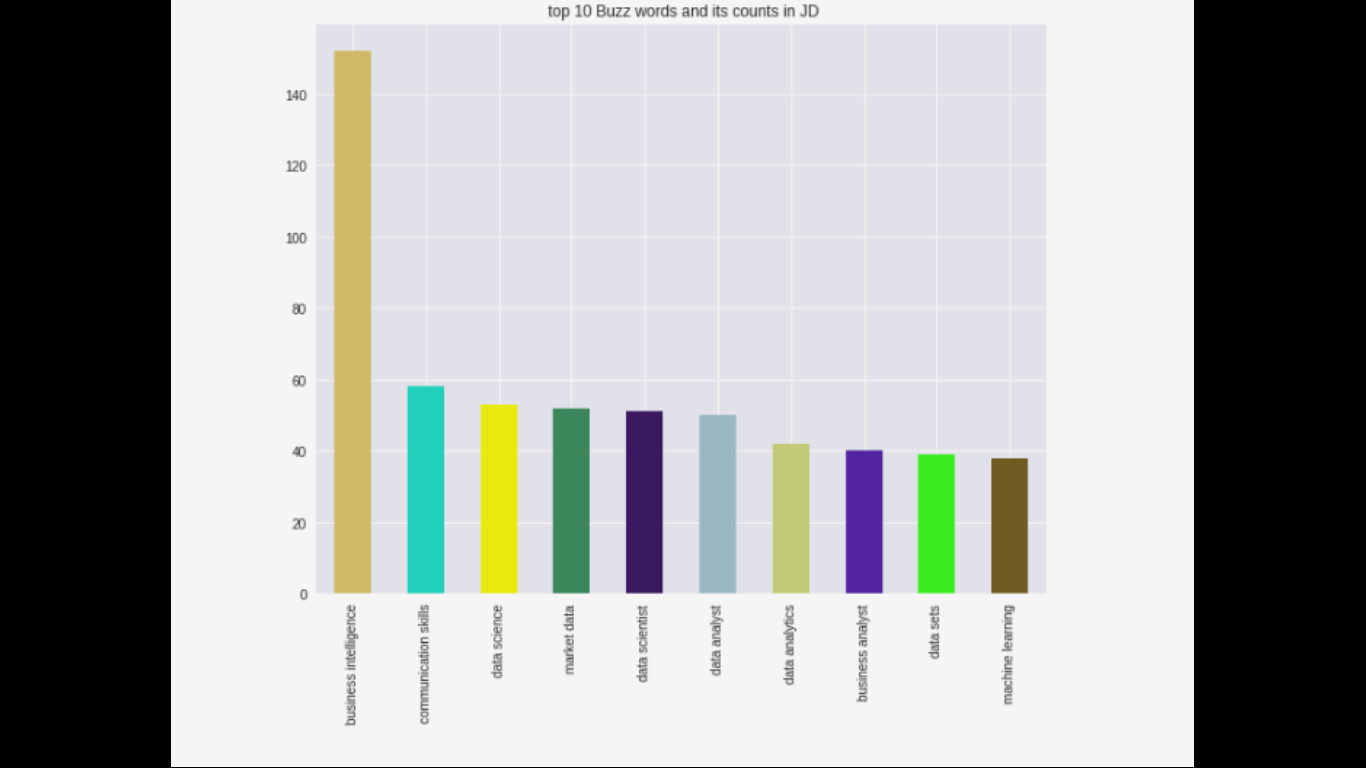 top 10 Buzz words and its counts in JD
140
120
100
80
60
40
20
0
business intelligence
communication skills
data science
market data
data scientist
data analyst
data analytics
business analyst
data sets
machine learning